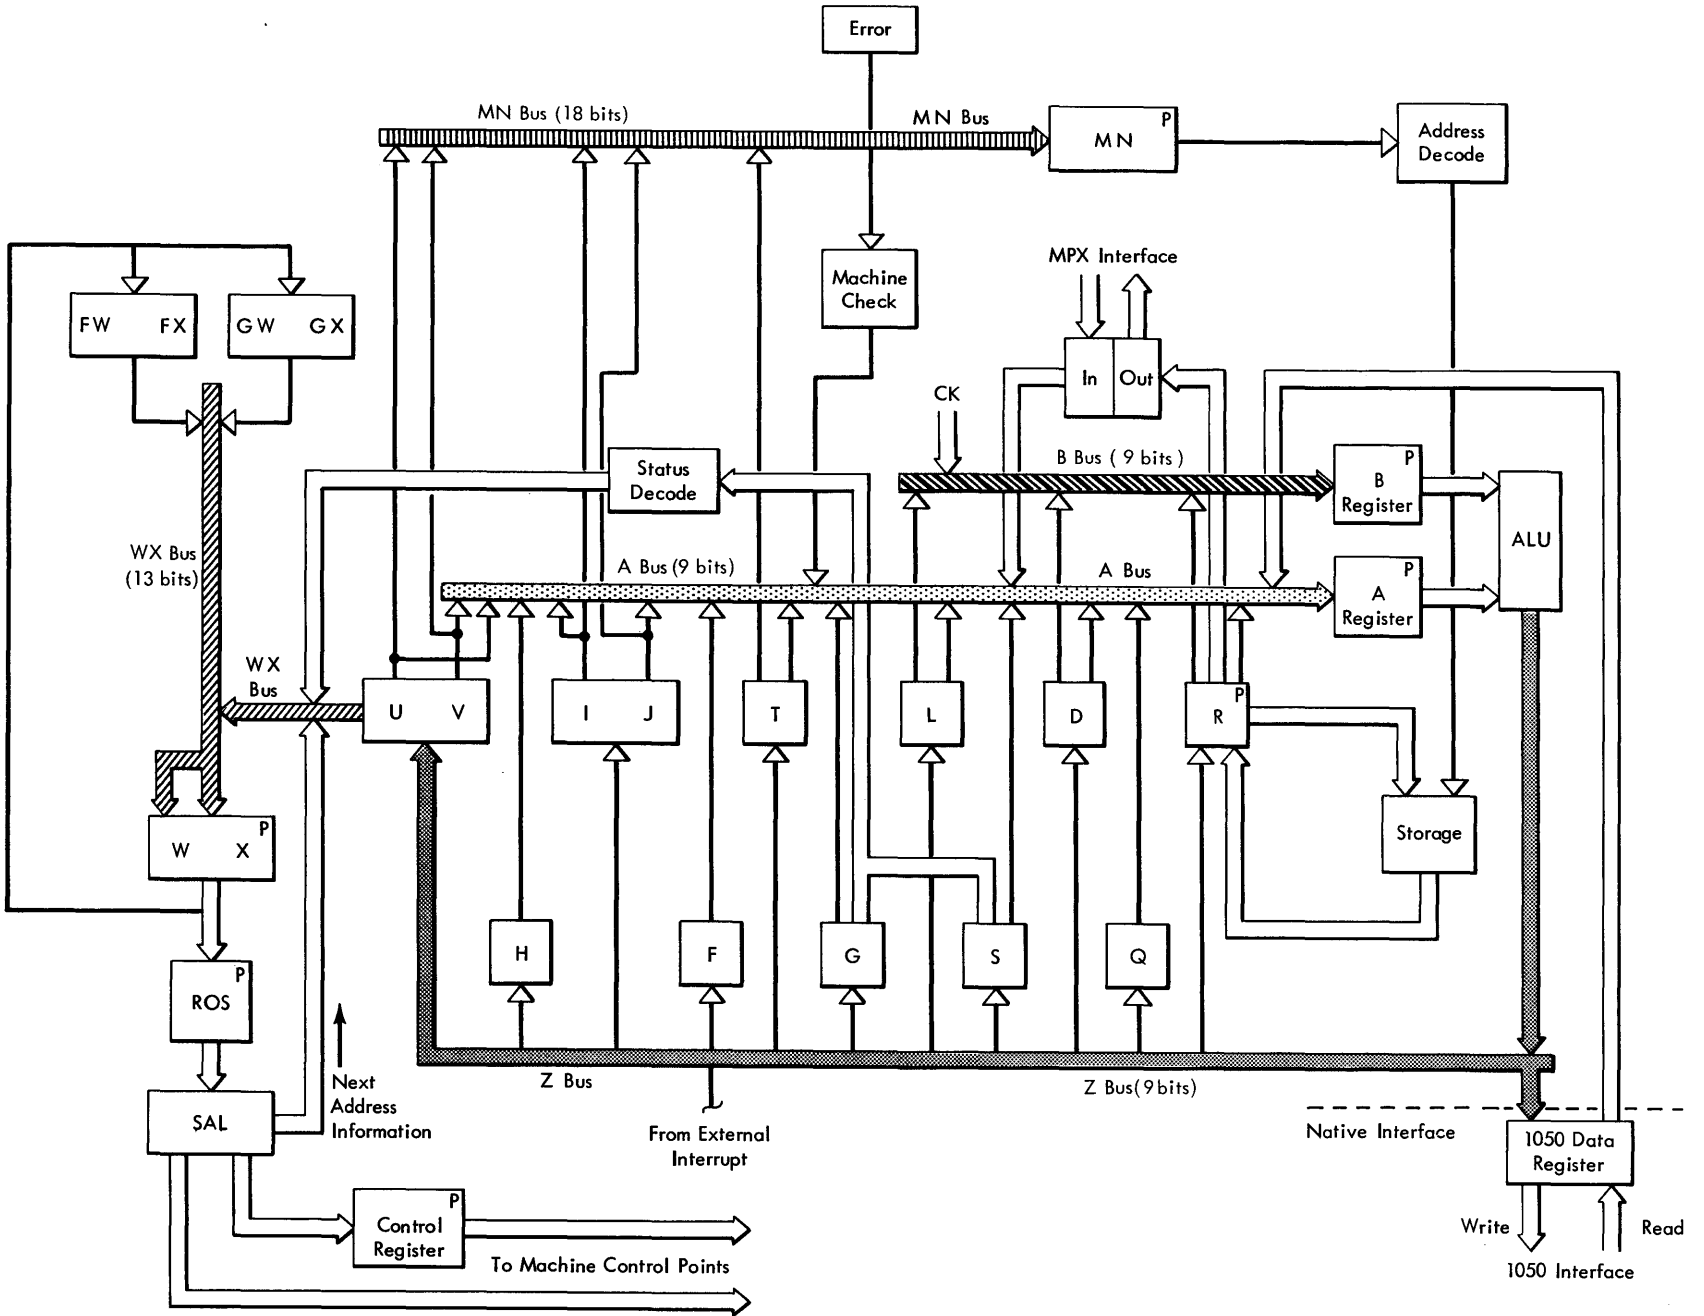 Error
MN Bus (18 bits)
MN Bus
MN
P
Address
Decode
MPX Interface
Machine
Check
FW FX
GW GX
In Out
CK
Status
Decode
B Bus ( 9 bits )
P
B
Register
ALU
WX Bus
(13 bits)
A Bus (9 bits)
A Bus
P
A
Register
WX
Bus
U V
I J
T
L
D
R
P
Storage
W X
P
H
F
G
S
Q
P
ROS
Next
Address
Information
Z Bus
Z Bus(9bits)
SAL
From External
Interrupt
Native Interface
1050 Data
Register
P
Control
Register
To Machine Control Points
Write
Read
1050 Interface